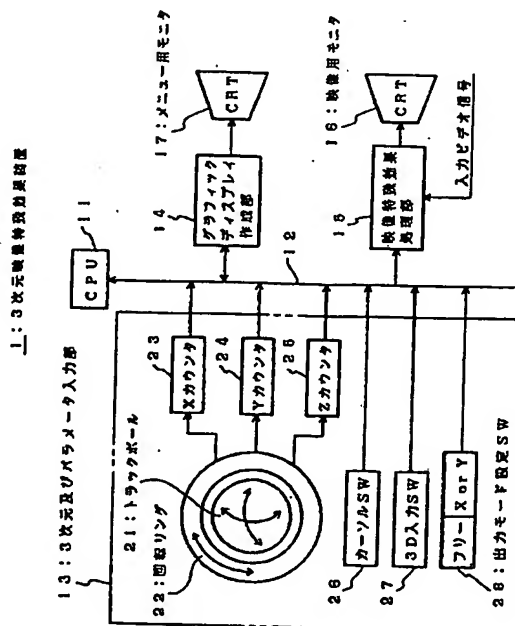 1：3次元映像特殊効果装置
11
CPU
13：3次元及びパラメータ入力部
21：トラックボール
22：回転リング
23
Xカウンタ
24
Yカウンタ
25
Zカウンタ
26
カーソルSW
27
3D入力SW
フリー X or Y
28：出力モード設定SW
12
14
グラフィック
ディスプレイ
作成部
17：メニュー用モニタ
CRT
15
映像特殊効果
処理部
16：映像用モニタ
CRT
入力ビデオ信号